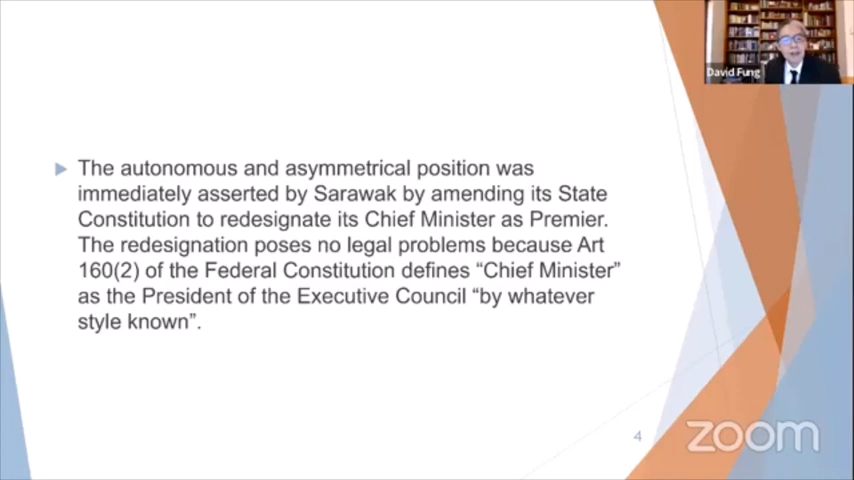 David Fung
The autonomous and asymmetrical position was
immediately asserted by Sarawak by amending its State
Constitution to redesignate its Chief Minister as Premier.
The redesignation poses no legal problems because Art
160(2) of the Federal Constitution defines “Chief Minister”
as the President of the Executive Council “by whatever
style known”.
4
zoom